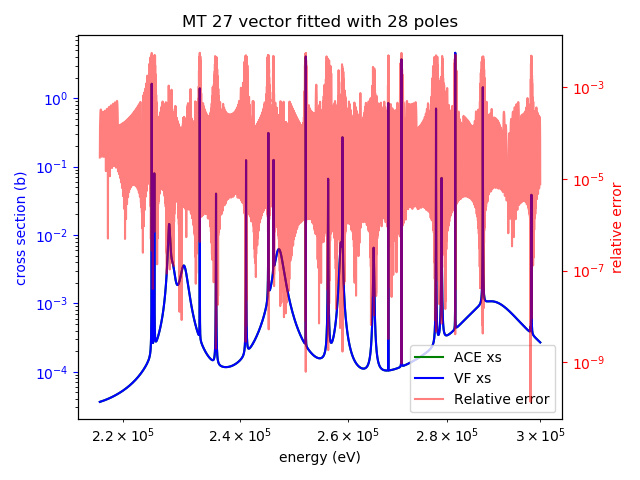 MT 27 vector fitted with 28 poles
cross section (b)
10⁰
10⁻¹
10⁻²
10⁻³
10⁻⁴
10⁻³
10⁻⁵
10⁻⁷
10⁻⁹
relative error
ACE xs
VF xs
Relative error
2.2 × 10⁵
2.4 × 10⁵
2.6 × 10⁵
2.8 × 10⁵
3 × 10⁵
energy (eV)